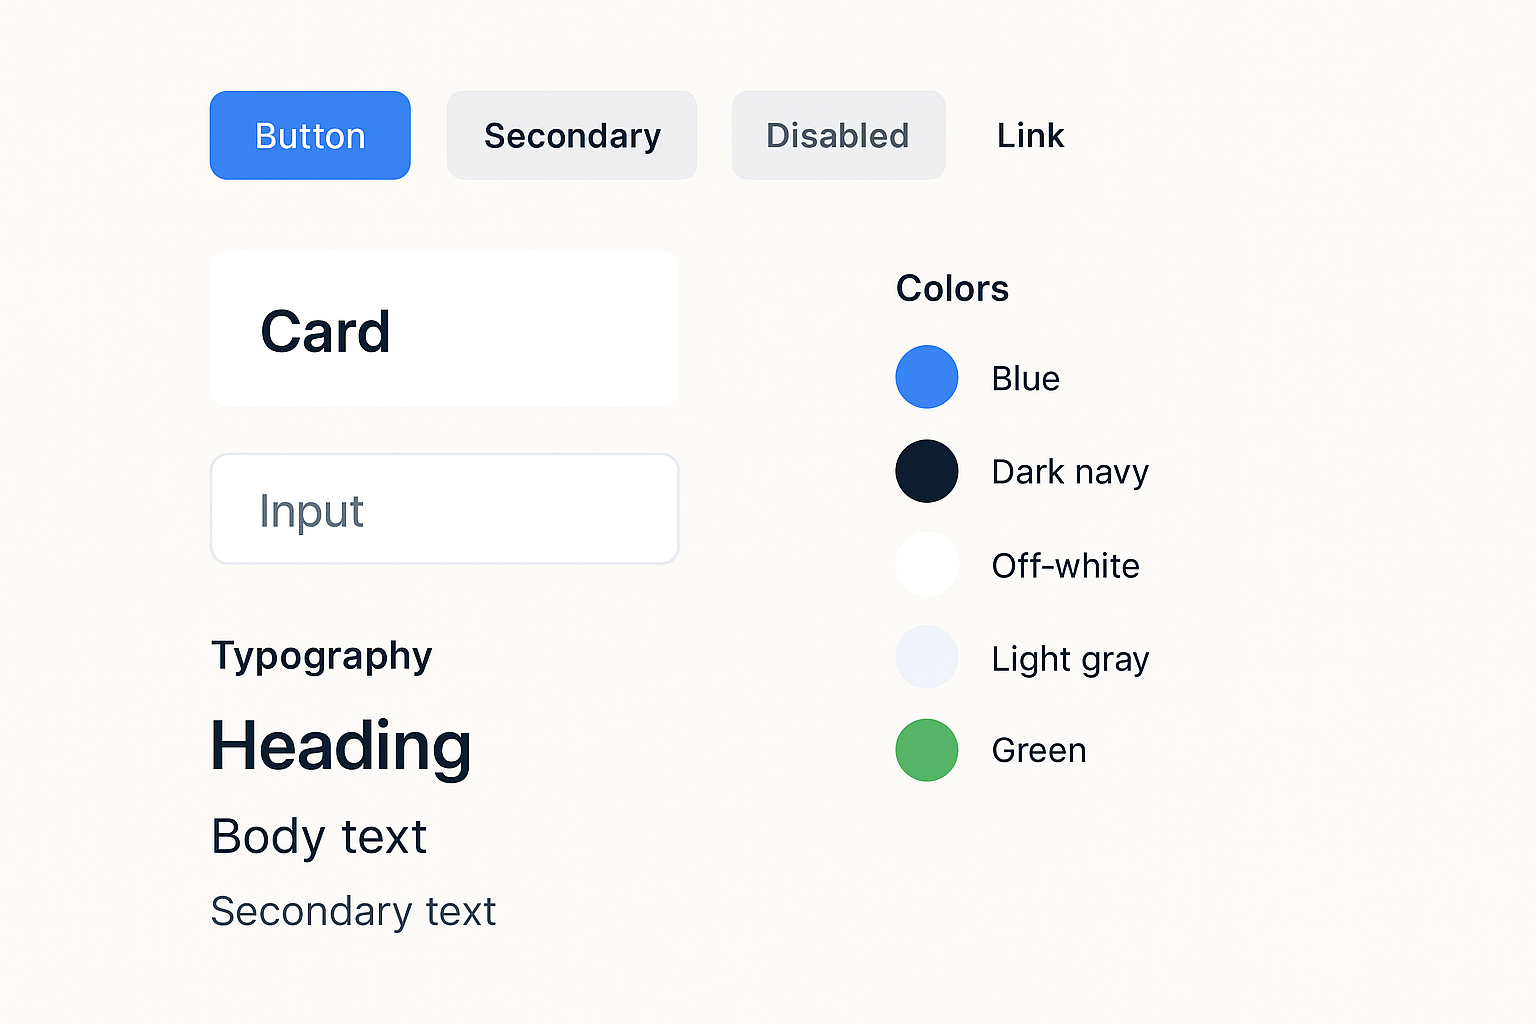 Button
Secondary
Disabled
Link
Card
Input
Typography
Heading
Body text
Secondary text
Colors
Blue
Dark navy
Off-white
Light gray
Green